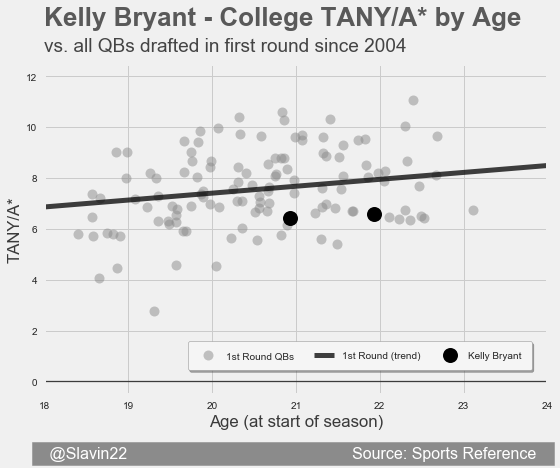 Kelly Bryant - College TANY/A* by Age
vs. all QBs drafted in first round since 2004
TANY/A*
12
10
8
6
4
2
0
1st Round QBs
1st Round (trend)
Kelly Bryant
18 19 20 21 22 23 24
Age (at start of season)
@Slavin22
Source: Sports Reference